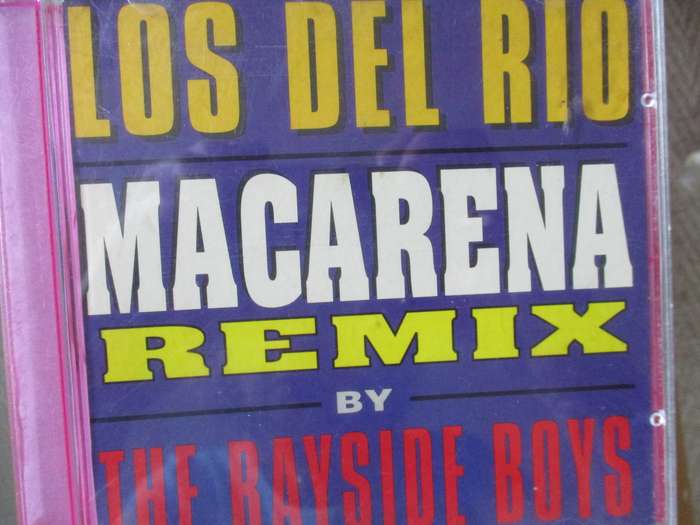 LOS DEL RIO
MACARENA
REMIX
BY
THE BAYSIDE BOYS